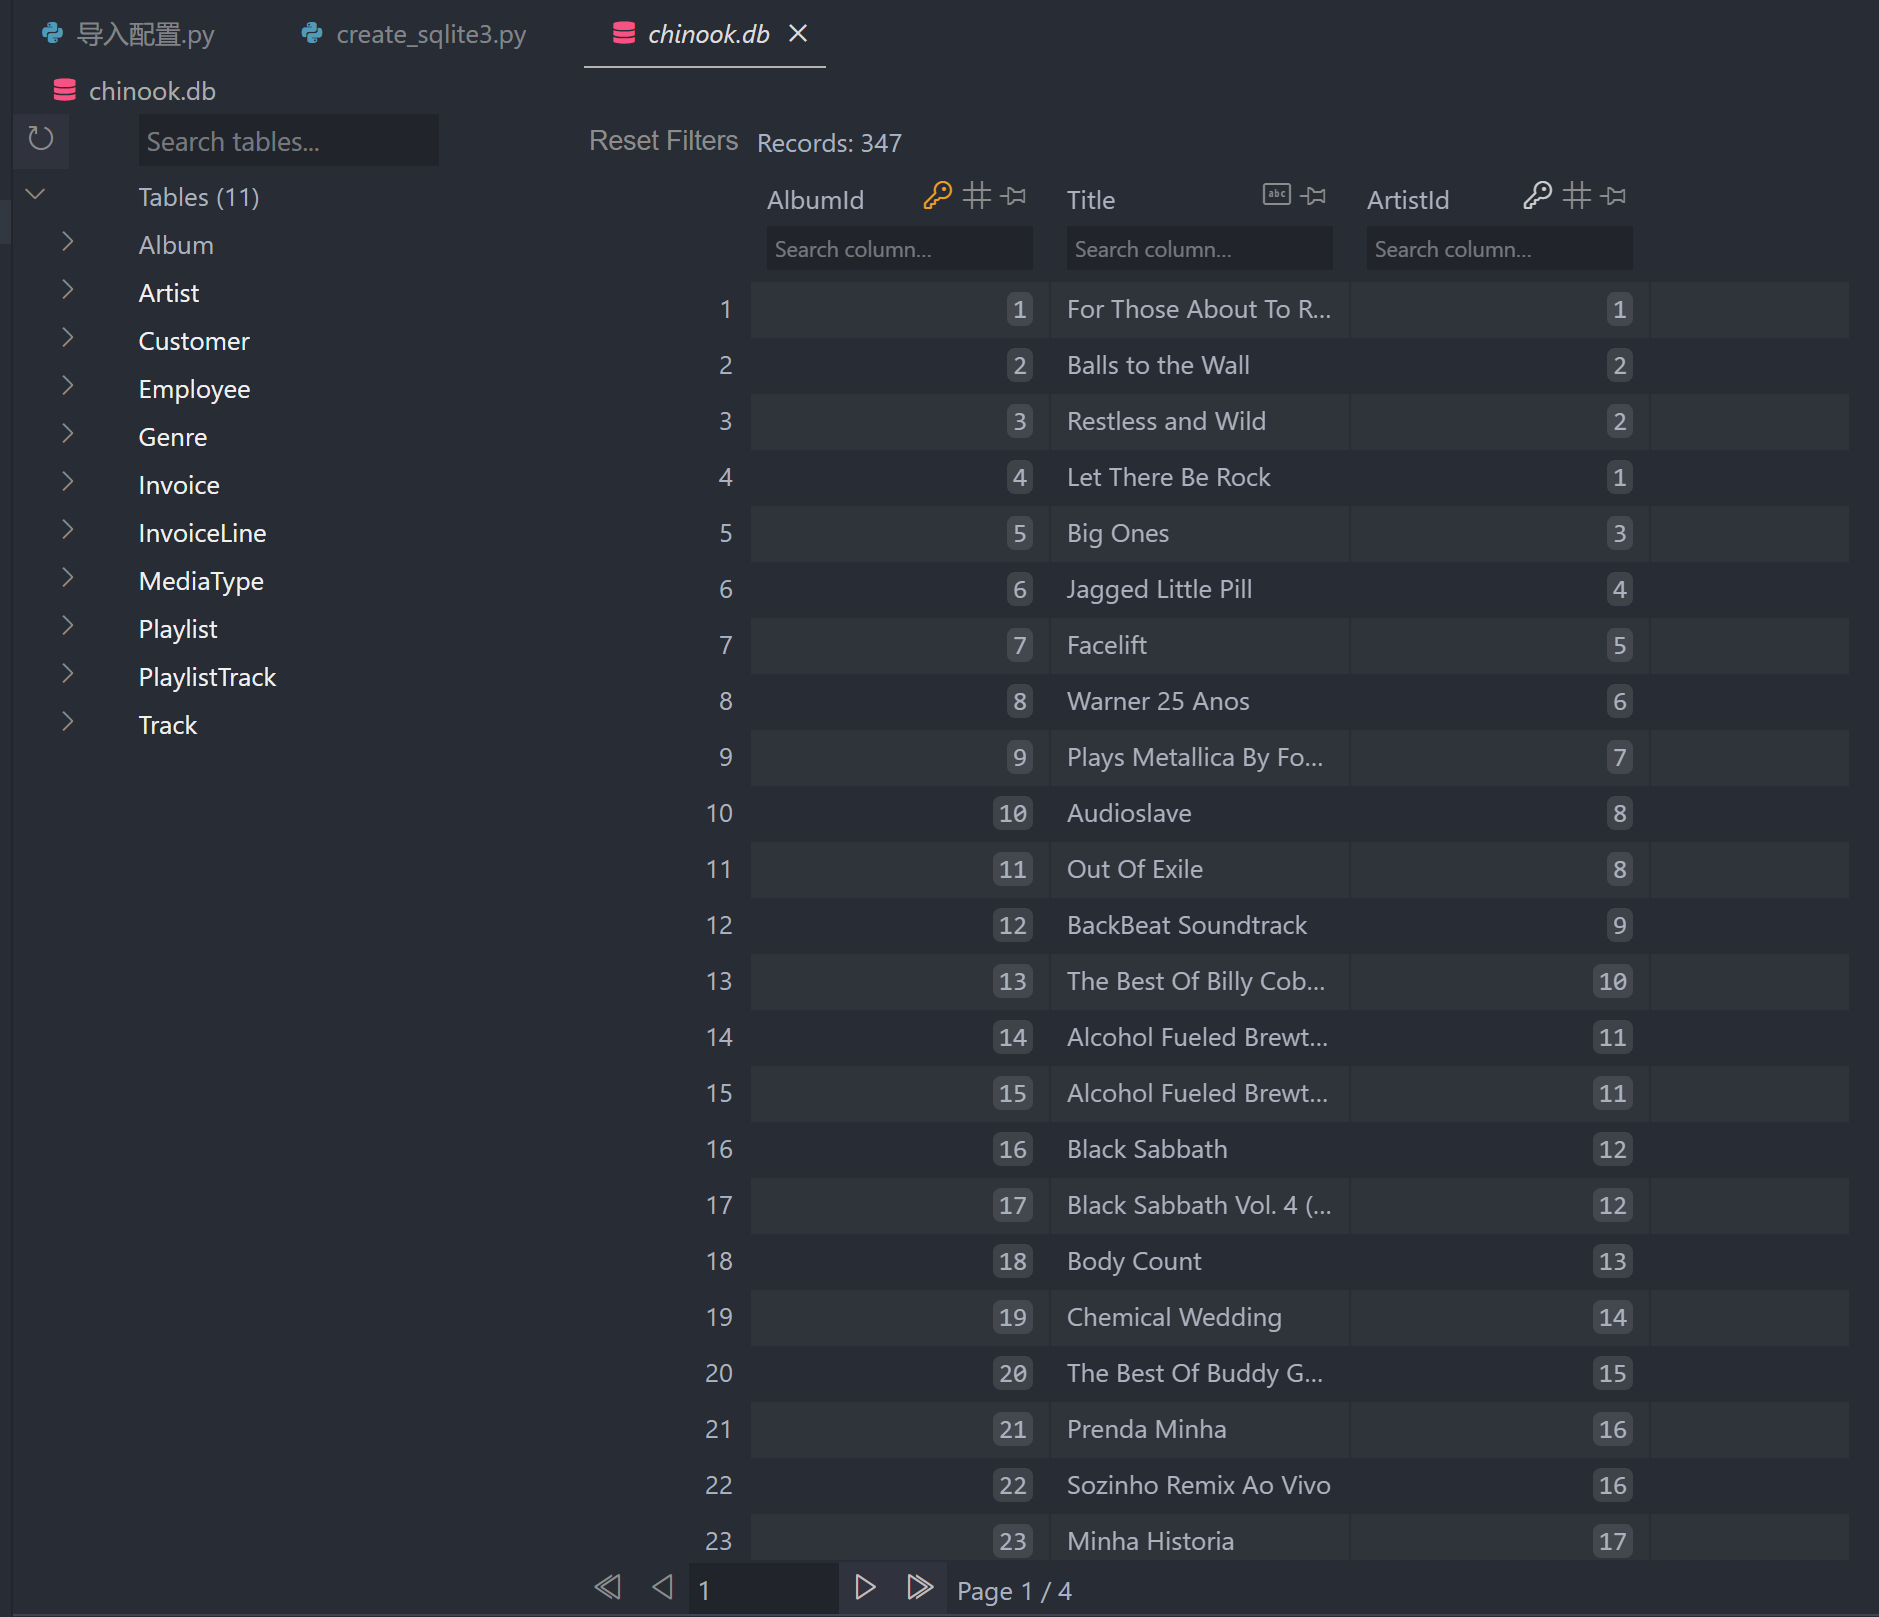 导入配置.py create_sqlite3.py chinook.db
chinook.db
Search tables...
Tables (11)
Album
Artist
Customer
Employee
Genre
Invoice
InvoiceLine
MediaType
Playlist
PlaylistTrack
Track
Reset Filters Records: 347
AlbumId abc Title ArtistId
Search column... Search column... Search column...
1 1 For Those About To R... 1
2 2 Balls to the Wall 2
3 3 Restless and Wild 2
4 4 Let There Be Rock 1
5 5 Big Ones 3
6 6 Jagged Little Pill 4
7 7 Facelift 5
8 8 Warner 25 Anos 6
9 9 Plays Metallica By Fo... 7
10 10 Audioslave 8
11 11 Out Of Exile 8
12 12 BackBeat Soundtrack 9
13 13 The Best Of Billy Cob... 10
14 14 Alcohol Fueled Brewt... 11
15 15 Alcohol Fueled Brewt... 11
16 16 Black Sabbath 12
17 17 Black Sabbath Vol. 4 (... 12
18 18 Body Count 13
19 19 Chemical Wedding 14
20 20 The Best Of Buddy G... 15
21 21 Prenda Minha 16
22 22 Sozinho Remix Ao Vivo 16
23 23 Minha Historia 17
1 Page 1 / 4